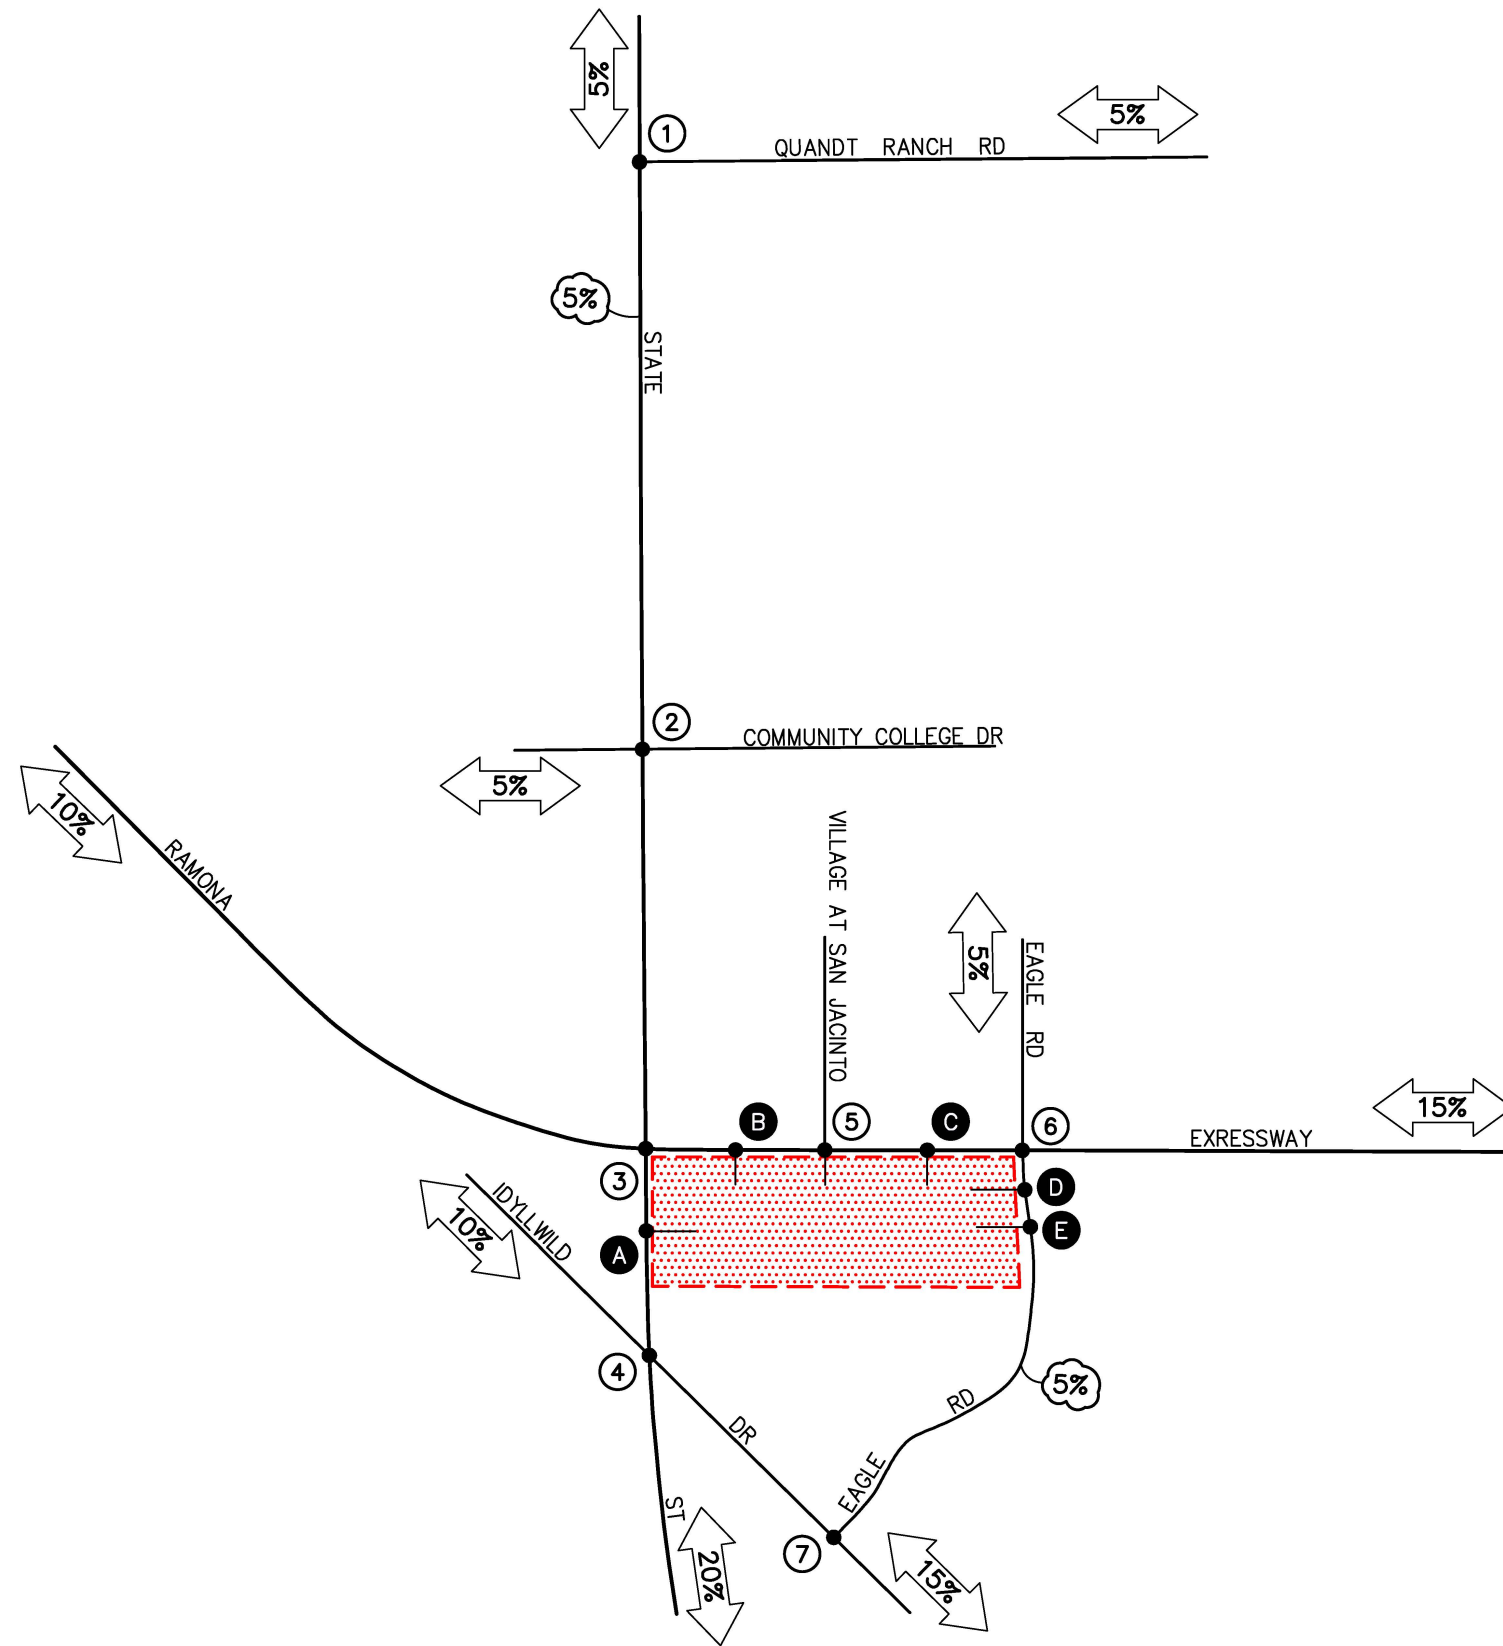 5%
1
5%
QUANDT RANCH RD
5%
STATE
2
COMMUNITY COLLEGE DR
5%
10%
RAMONA
VILLAGE AT SAN JACINTO
5%
EAGLE RD
15%
B
5
C
6
EXRESSWAY
3
D
IDYLLWILD
10%
A
E
4
5%
RD
DR
EAGLE
ST
7
20%
15%